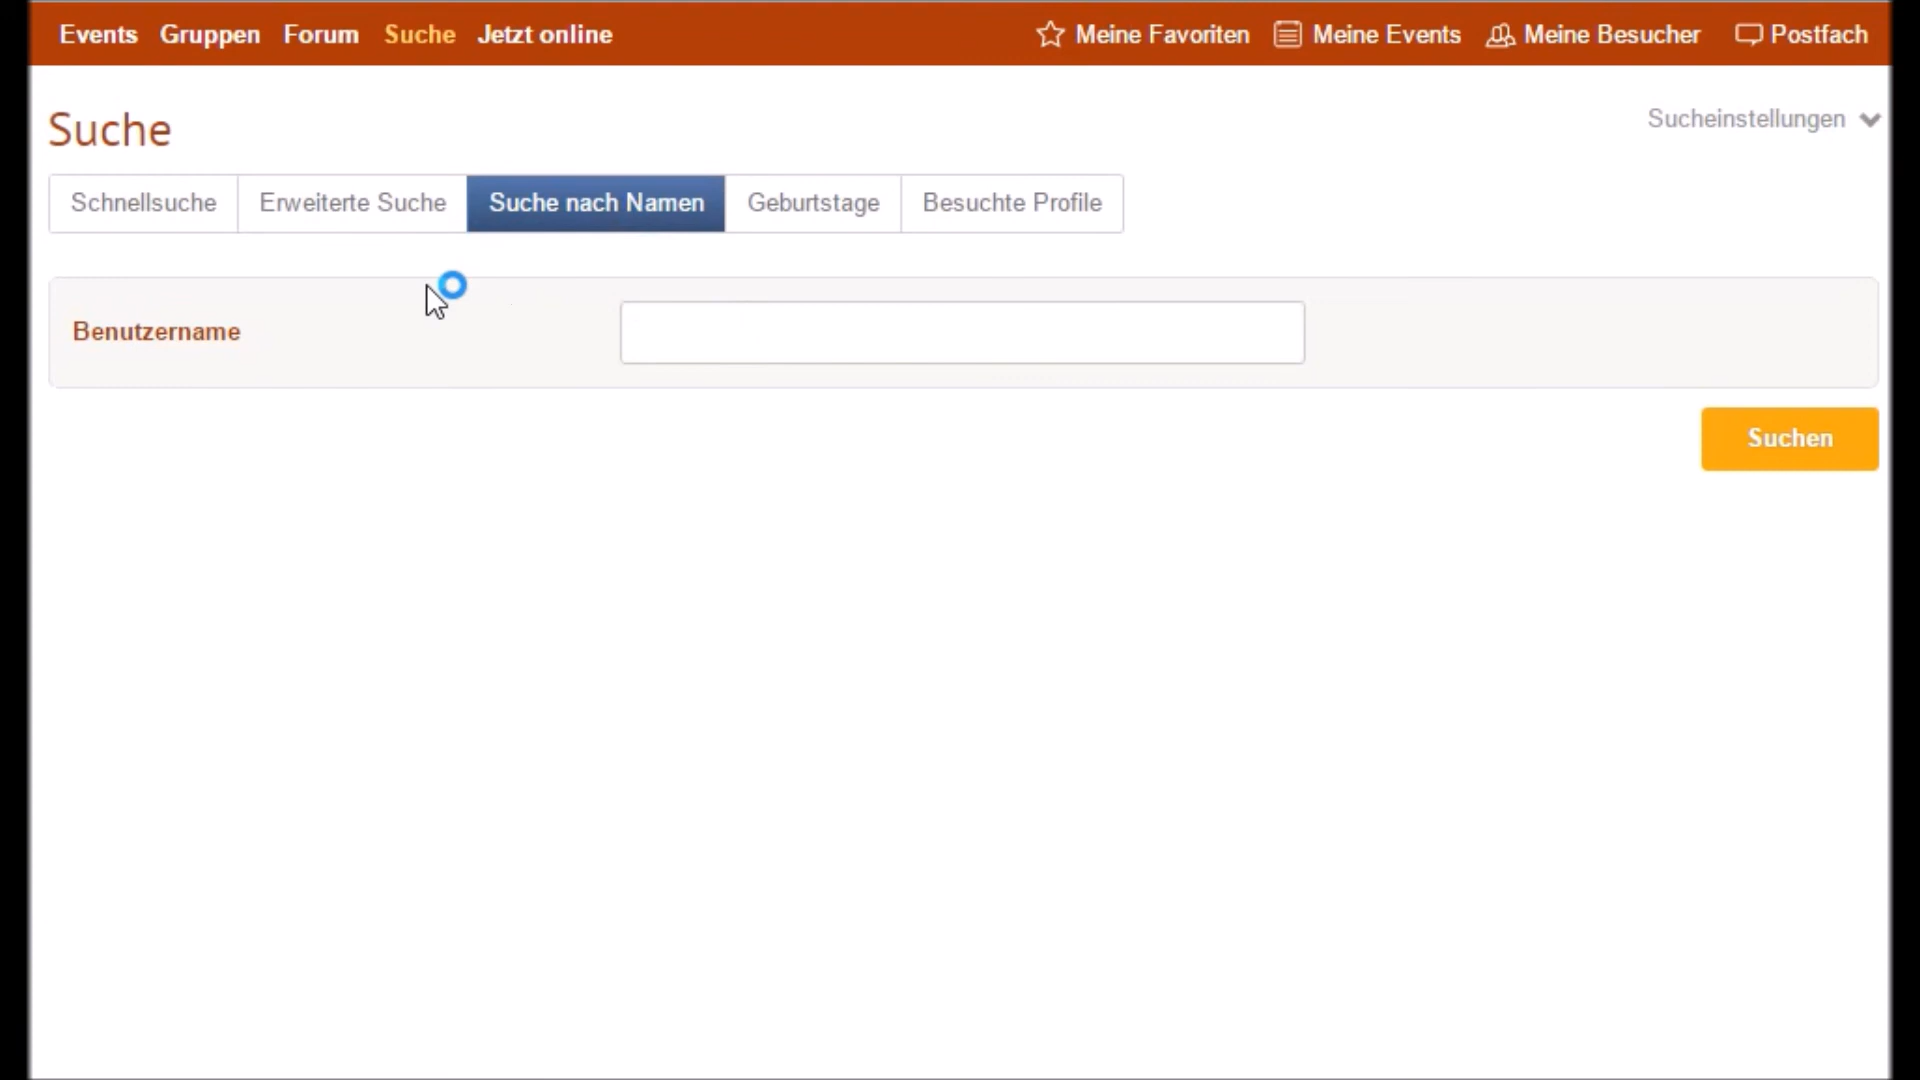 Events Gruppen Forum Suche Jetzt online Meine Favoriten Meine Events Meine Besucher Postfach
Suche
Sucheinstellungen
Schnellsuche Erweiterte Suche Suche nach Namen Geburtstage Besuchte Profile
Benutzername
Suchen